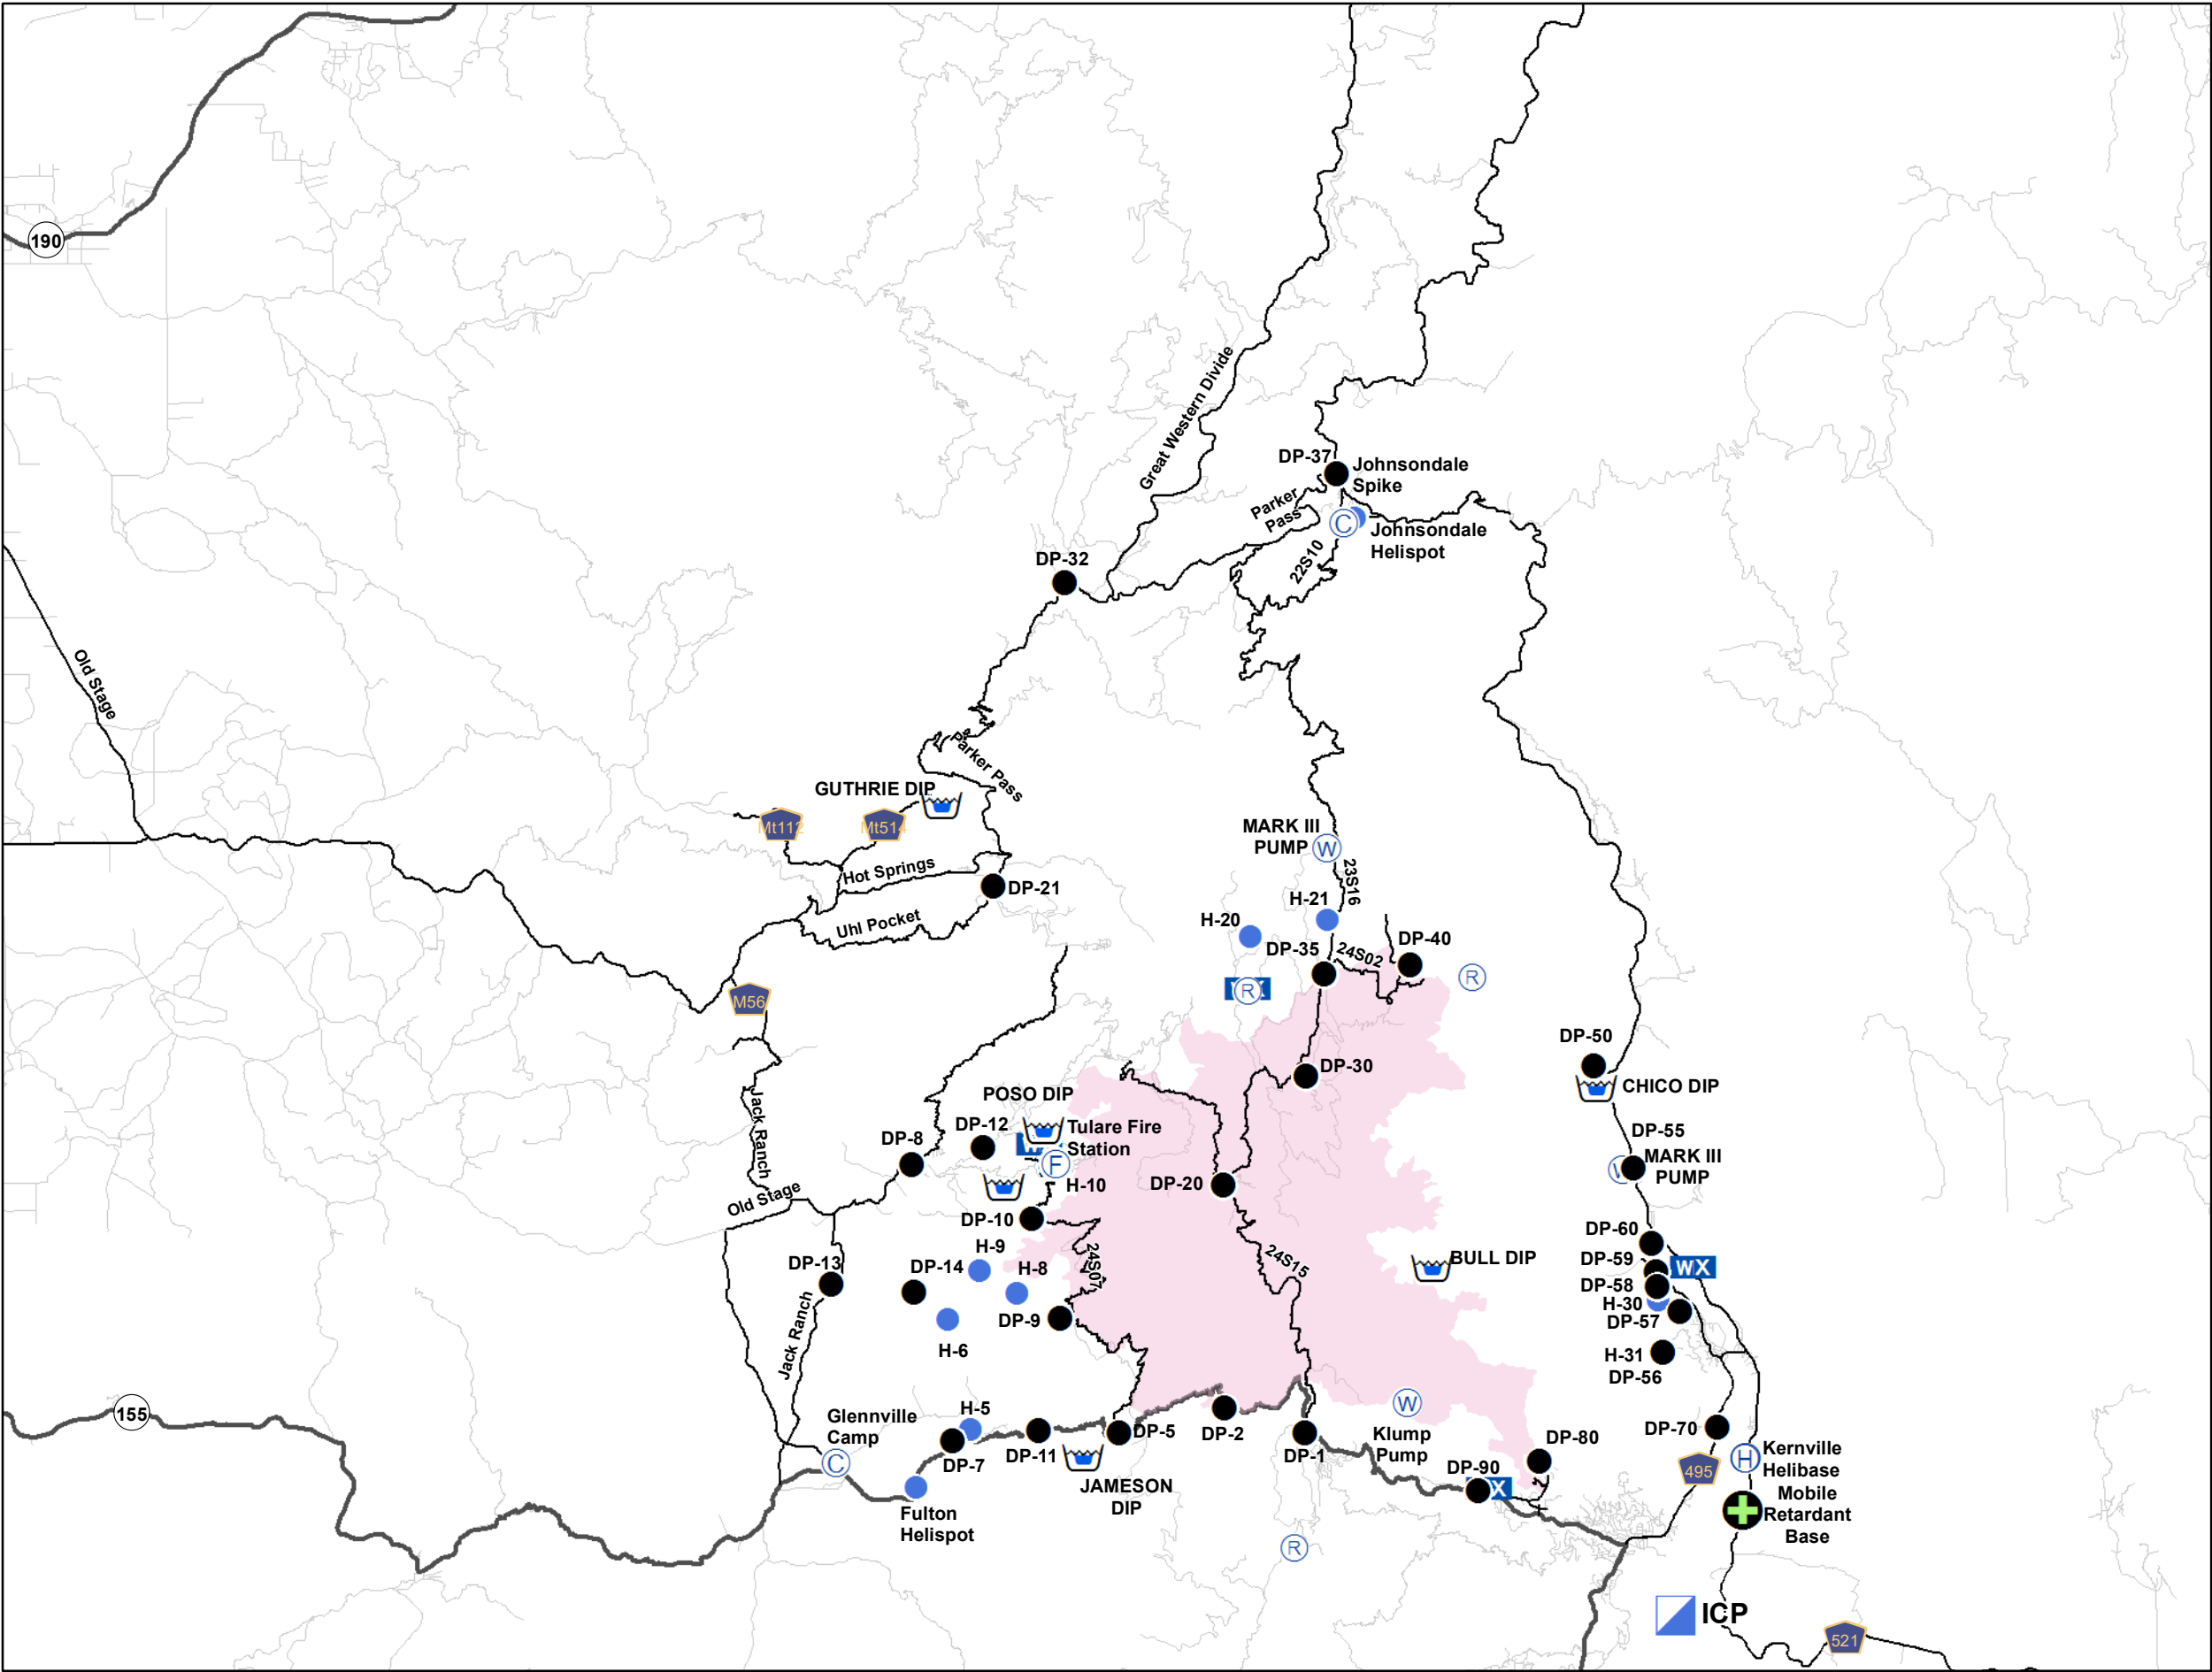 190
Great Western Divide
DP-37
Johnsondale
Spike
Parker
Pass
C
Johnsondale
Helispot
22S10
DP-32
Old Stage
Parker Pass
GUTHRIE DIP
Mt112
Mt514
Hot Springs
DP-21
Uhl Pocket
MARK III
PUMP
W
23S16
H-21
H-20
DP-35
24S02
DP-40
R
R
M56
DP-30
DP-50
CHICO DIP
POSO DIP
Jack Ranch
DP-12
Tulare Fire
Station
DP-8
F
H-10
DP-20
DP-55
MARK III
PUMP
W
Old Stage
DP-10
H-9
24S07
24S15
DP-13
DP-14
H-8
DP-9
H-6
Jack Ranch
BULL DIP
DP-60
DP-59
WX
DP-58
H-30
DP-57
H-31
DP-56
155
Glennville
Camp
C
H-5
DP-7
DP-11
DP-5
JAMESON
DIP
DP-2
DP-1
W
Klump
Pump
DP-90
DP-80
DP-70
495
H
Kernville
Helibase
Mobile
Retardant
Base
Fulton
Helispot
R
ICP
521